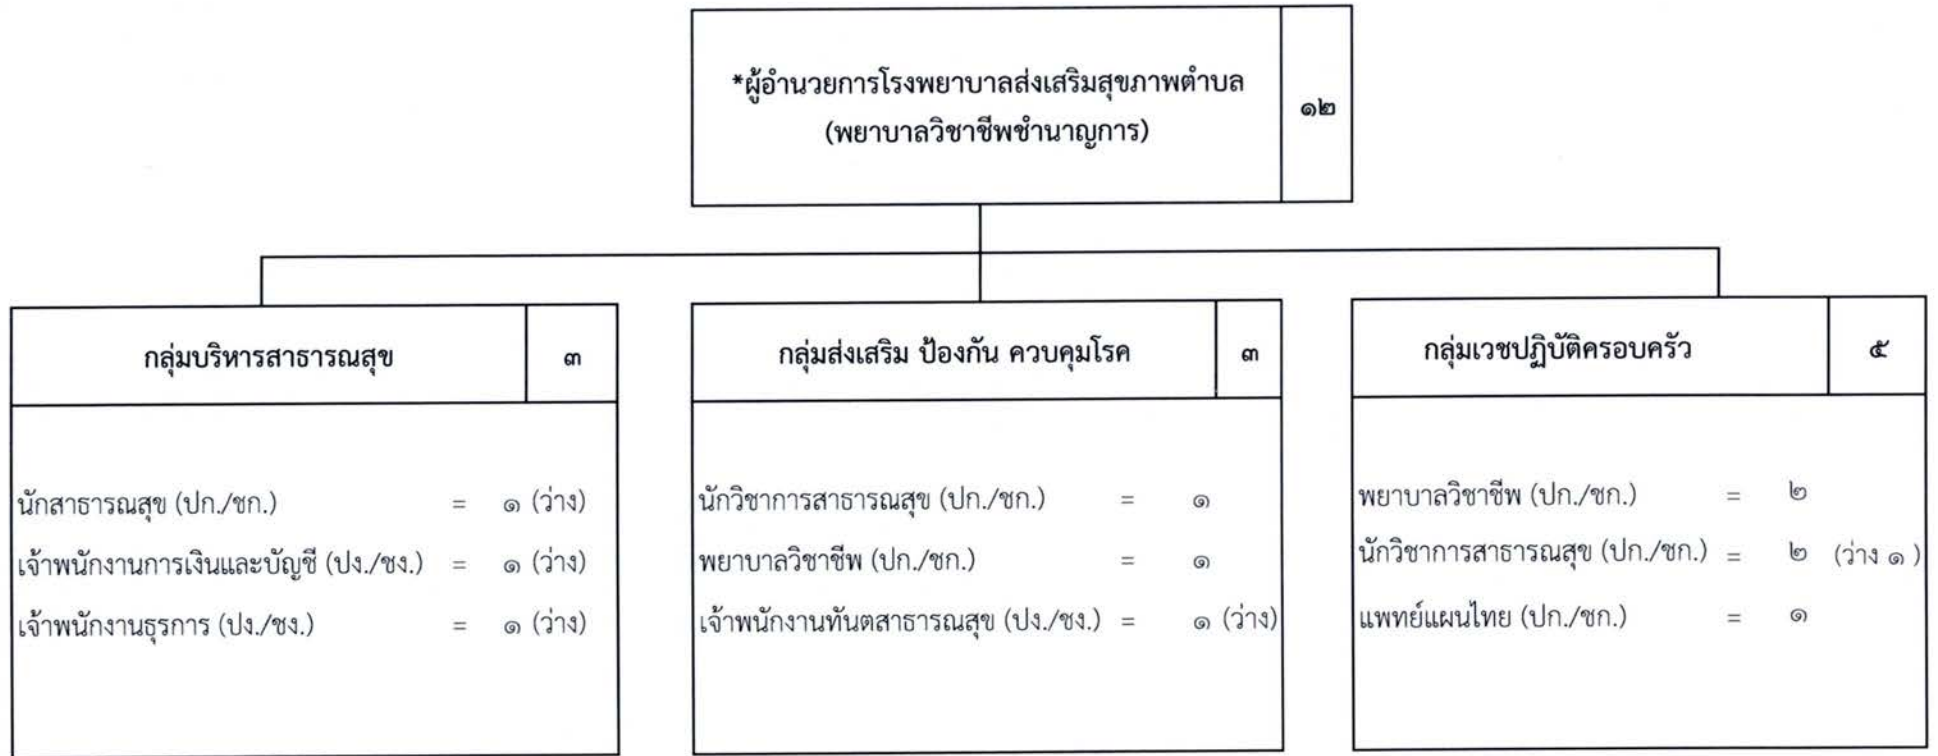 *ผู้อำนวยการโรงพยาบาลส่งเสริมสุขภาพตำบล
(พยาบาลวิชาชีพชำนาญการ)
๑๒
กลุ่มบริหารสาธารณสุข ๓
นักสาธารณสุข (ปก./ชก.) = ๑ (ว่าง)
เจ้าพนักงานการเงินและบัญชี (ปง./ชง.) = ๑ (ว่าง)
เจ้าพนักงานธุรการ (ปง./ชง.) = ๑ (ว่าง)
กลุ่มส่งเสริม ป้องกัน ควบคุมโรค ๓
นักวิชาการสาธารณสุข (ปก./ชก.) = ๑
พยาบาลวิชาชีพ (ปก./ชก.) = ๑
เจ้าพนักงานทันตสาธารณสุข (ปง./ชง.) = ๑ (ว่าง)
กลุ่มเวชปฏิบัติครอบครัว ๕
พยาบาลวิชาชีพ (ปก./ชก.) = ๒
นักวิชาการสาธารณสุข (ปก./ชก.) = ๒ (ว่าง ๑ )
แพทย์แผนไทย (ปก./ชก.) = ๑